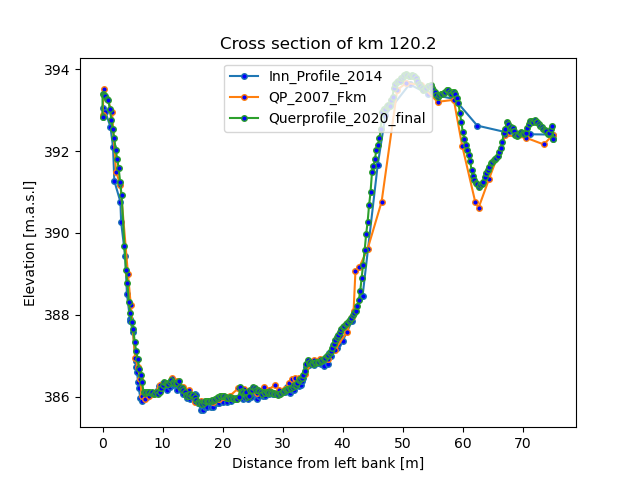 Cross section of km 120.2
Inn_Profile_2014
QP_2007_Fkm
Querprofile_2020_final
Elevation [m.a.s.l]
394
392
390
388
386
0 10 20 30 40 50 60 70
Distance from left bank [m]